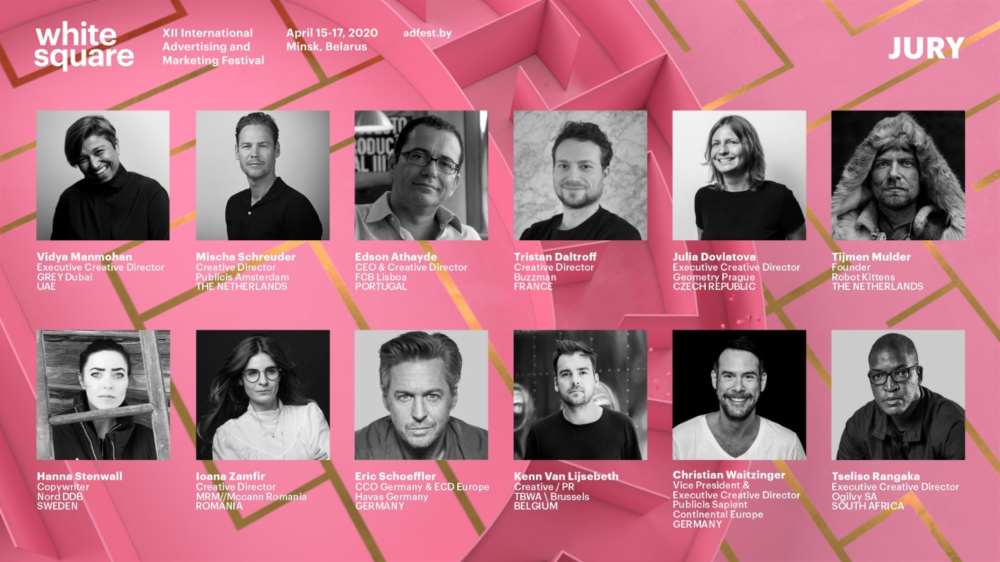 white
square
XII International
Advertising and
Marketing Festival
April 15-17, 2020
Minsk, Belarus
adfest.by
JURY
Vidya Manmohan
Executive Creative Director
GREY Dubai
UAE
Mischa Schreuder
Creative Director
Publicis Amsterdam
THE NETHERLANDS
Edson Athayde
CEO & Creative Director
FCB Lisboa
PORTUGAL
Tristan Daltroff
Creative Director
Buzzman
FRANCE
Julia Dovlatova
Executive Creative Director
Geometry Prague
CZECH REPUBLIC
Tijmen Mulder
Founder
Robot Kittens
THE NETHERLANDS
Hanna Stenwall
Copywriter
Nord DDB
SWEDEN
Ioana Zamfir
Creative Director
MRM//Mccann Romania
ROMANIA
Eric Schoeffler
CCO Germany & ECD Europe
Havas Germany
GERMANY
Kenn Van Lijsebeth
Creative / PR
TBWA \ Brussels
BELGIUM
Christian Waitzinger
Vice President &
Executive Creative Director
Publicis Sapient
Continental Europe
GERMANY
Tseliso Rangaka
Executive Creative Director
Ogilvy SA
SOUTH AFRICA